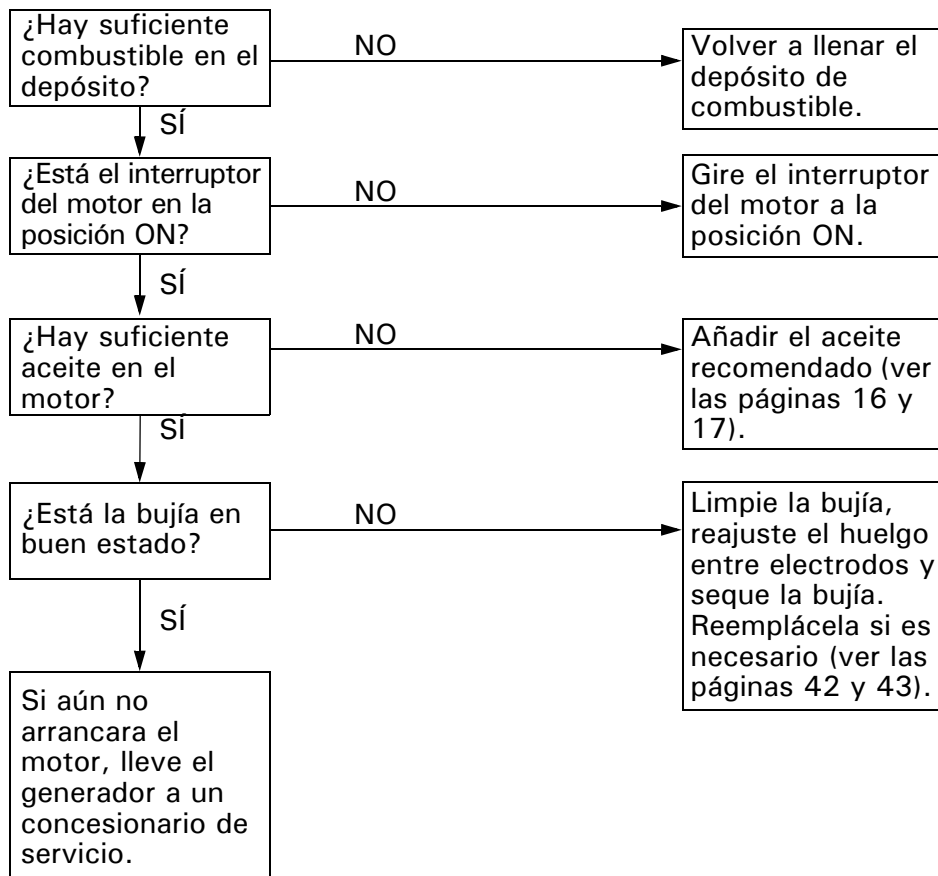 ¿Hay suficiente
combustible en el
depósito?
NO
Volver a llenar el
depósito de
combustible.
SÍ
¿Está el interruptor
del motor en la
posición ON?
NO
Gire el interruptor
del motor a la
posición ON.
SÍ
¿Hay suficiente
aceite en el
motor?
NO
Añadir el aceite
recomendado (ver
las páginas 16 y
17).
SÍ
¿Está la bujía en
buen estado?
NO
Limpie la bujía,
reajuste el huelgo
entre electrodos y
seque la bujía.
Reemplácela si es
necesario (ver las
páginas 42 y 43).
SÍ
Si aún no
arrancara el
motor, lleve el
generador a un
concesionario de
servicio.